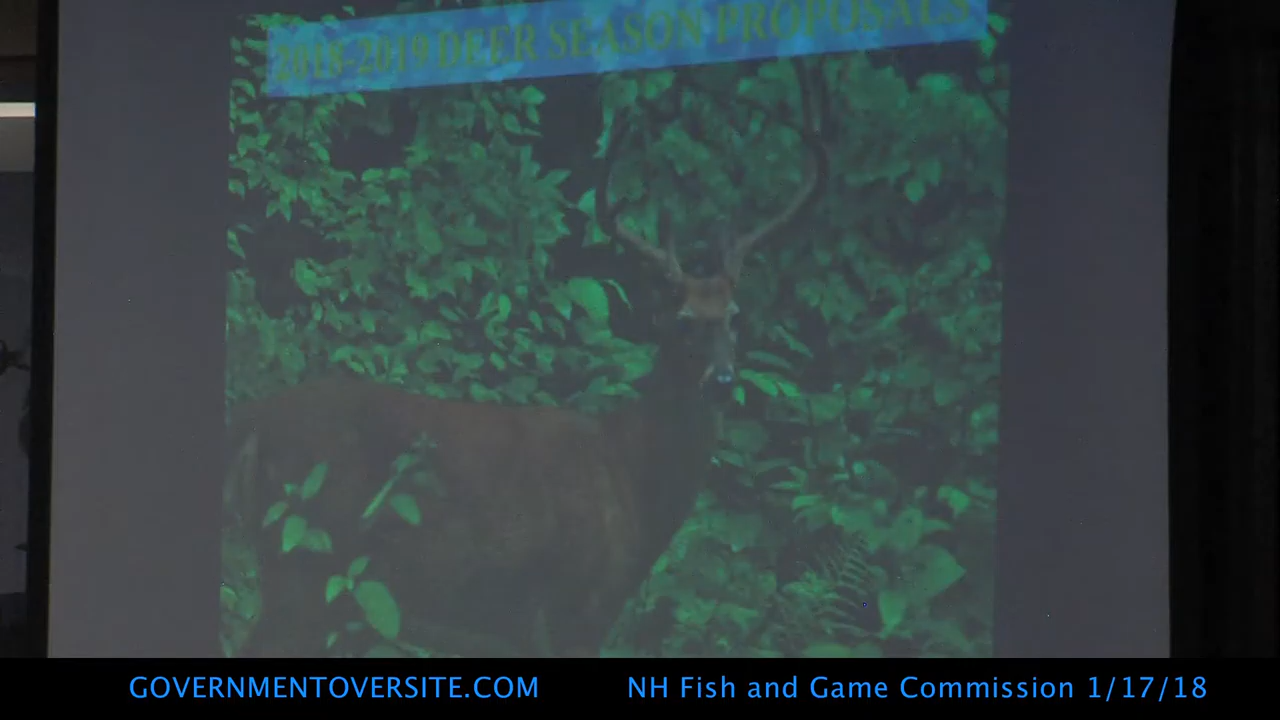 2018-2019 DEER SEASON PROPOSALS
GOVERNMENTOVERSITE.COM
NH Fish and Game Commission 1/17/18